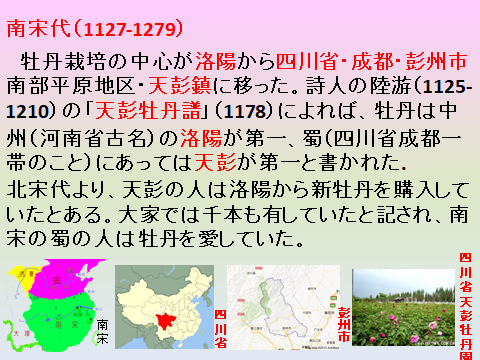 南宋代（1127-1279）
牡丹栽培の中心が洛陽から四川省・成都・彭州市
南部平原地区・天彭鎮に移った。詩人の陸游（1125-
1210）の「天彭牡丹譜」（1178）によれば、牡丹は中
州（河南省古名）の洛陽が第一、蜀（四川省成都一
帯のこと）にあっては天彭が第一と書かれた.
北宋代より、天彭の人は洛陽から新牡丹を購入して
いたとある。大家では千本も有していたと記され、南
宋の蜀の人は牡丹を愛していた。
金
南宋
大理
南宋
四川省
彭州市
四川省天彭牡丹園